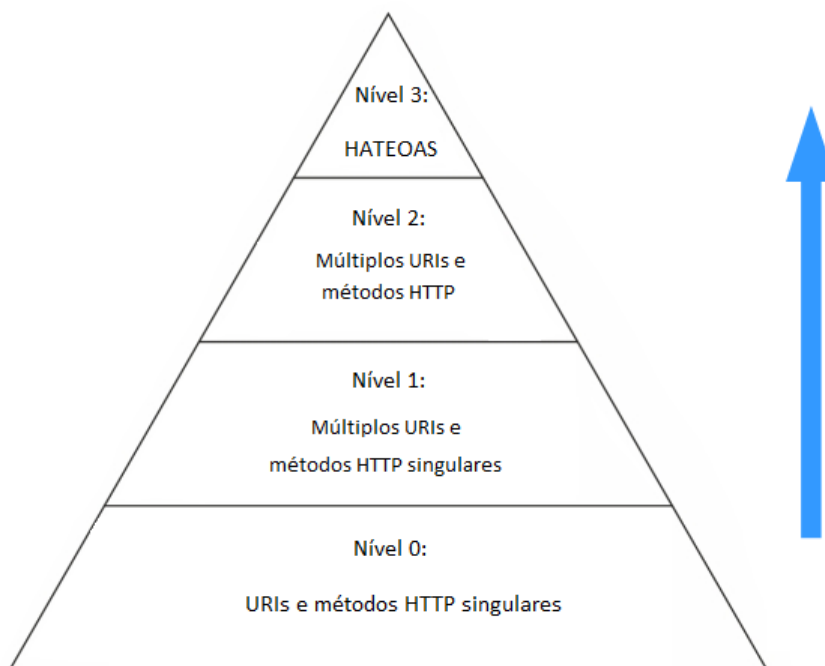 Nível 3:
HATEOAS
Nível 2:
Múltiplos URIs e
métodos HTTP
Nível 1:
Múltiplos URIs e
métodos HTTP singulares
Nível 0:
URIs e métodos HTTP singulares